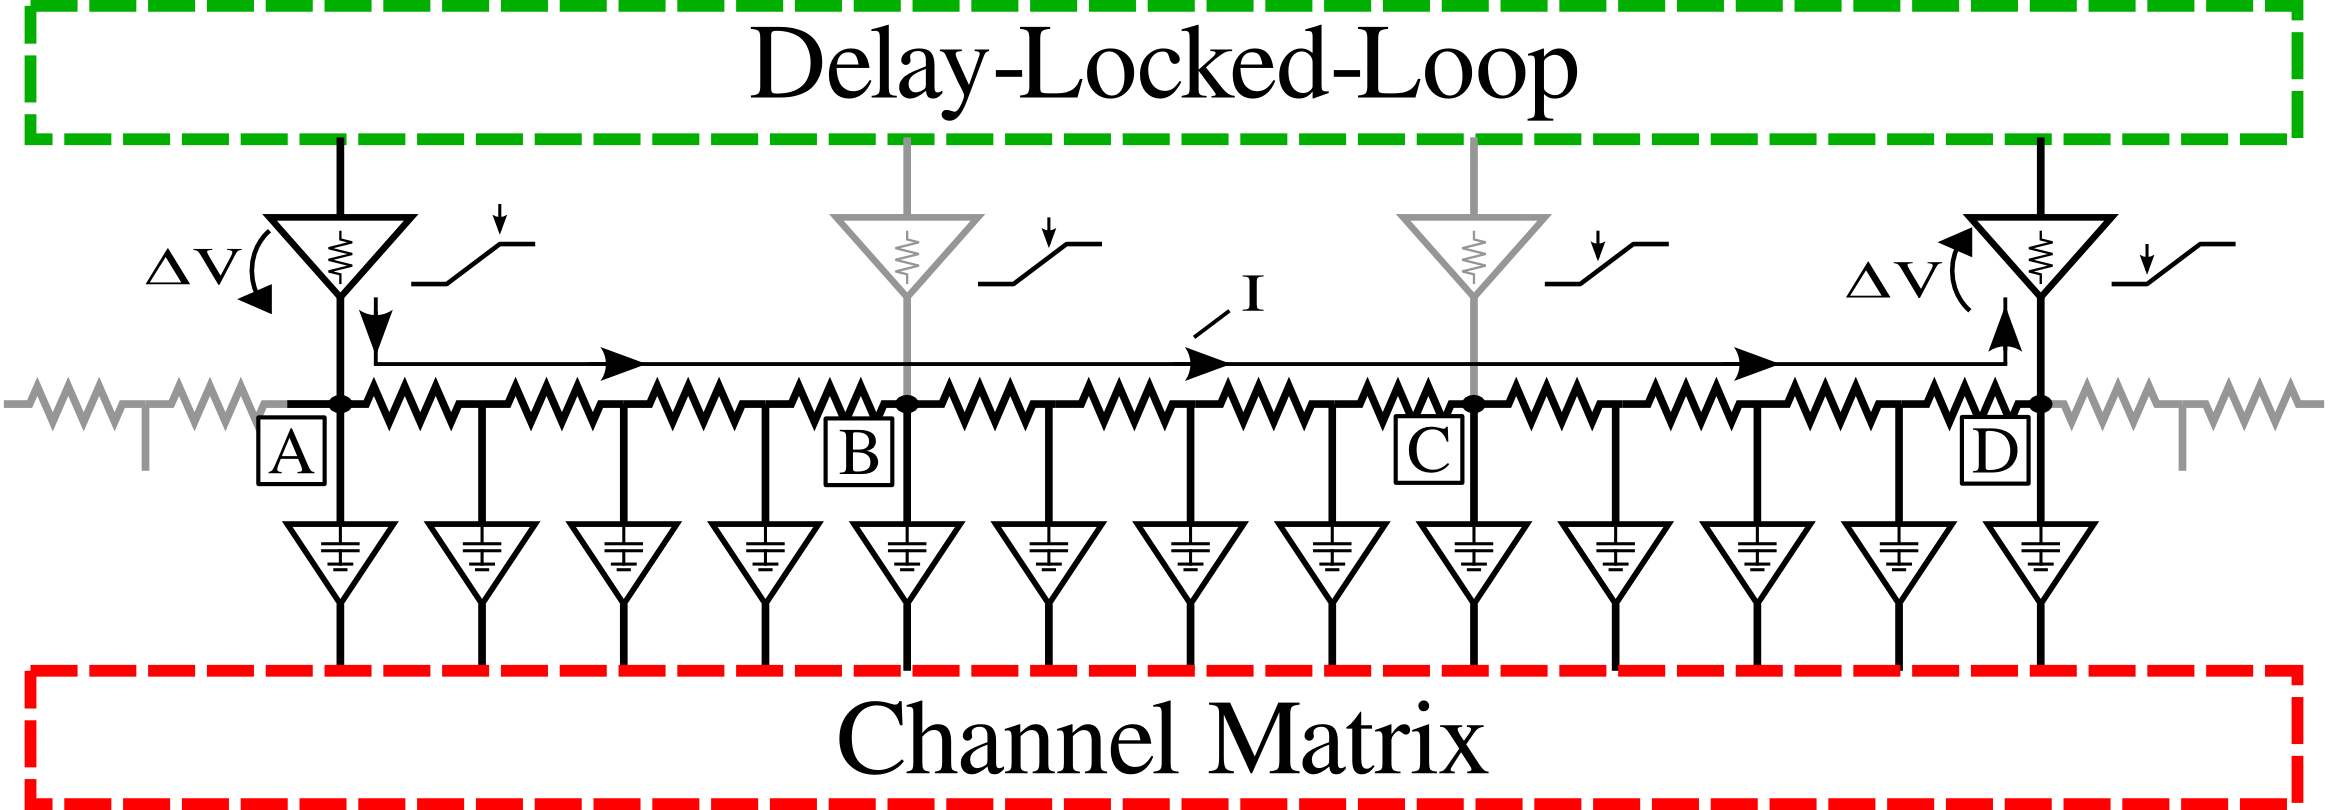 Delay-Locked-Loop
ΔV
I
ΔV
A
B
C
D
Channel Matrix